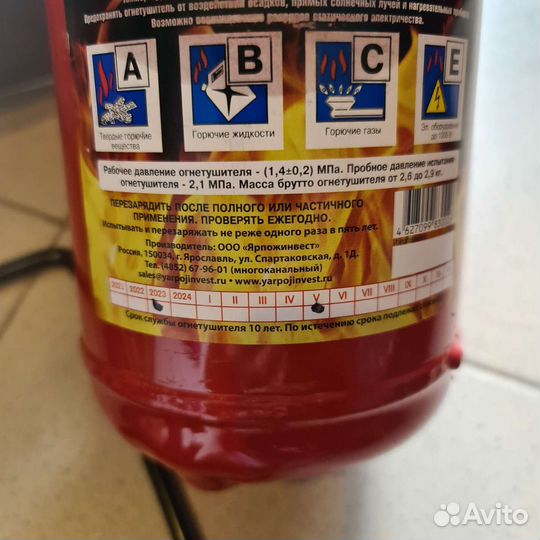 Предохранять огнетушитель от воздействия осадков, прямых солнечных лучей и нагревательных
Возможно возникновение разрядов статического электричества.
A B C E
Твердые горючие вещества
Горючие жидкости
Горючие газы
Эл. оборудование до 1000 В
Рабочее давление огнетушителя - (1,4±0,2) МПа. Пробное давление испытания
огнетушителя - 2,1 МПа. Масса брутто огнетушителя от 2,6 до 2,9 кг.
ПЕРЕЗАРЯДИТЬ ПОСЛЕ ПОЛНОГО ИЛИ ЧАСТИЧНОГО
ПРИМЕНЕНИЯ. ПРОВЕРЯТЬ ЕЖЕГОДНО.
Испытывать и перезаряжать не реже одного раза в пять лет.
Производитель: ООО «Ярпожинвест».
Россия, 150034, г. Ярославль, ул. Спартаковская, д. 1Д.
Тел.(4852) 67-96-01 (многоканальный)
sales@yarpojinvest.ru • www.yarpojinvest.ru
2021 2022 2023 2024 I II III IV V VI VII VIII IX
Срок службы огнетушителя 10 лет. По истечении срока подлежит
Avito